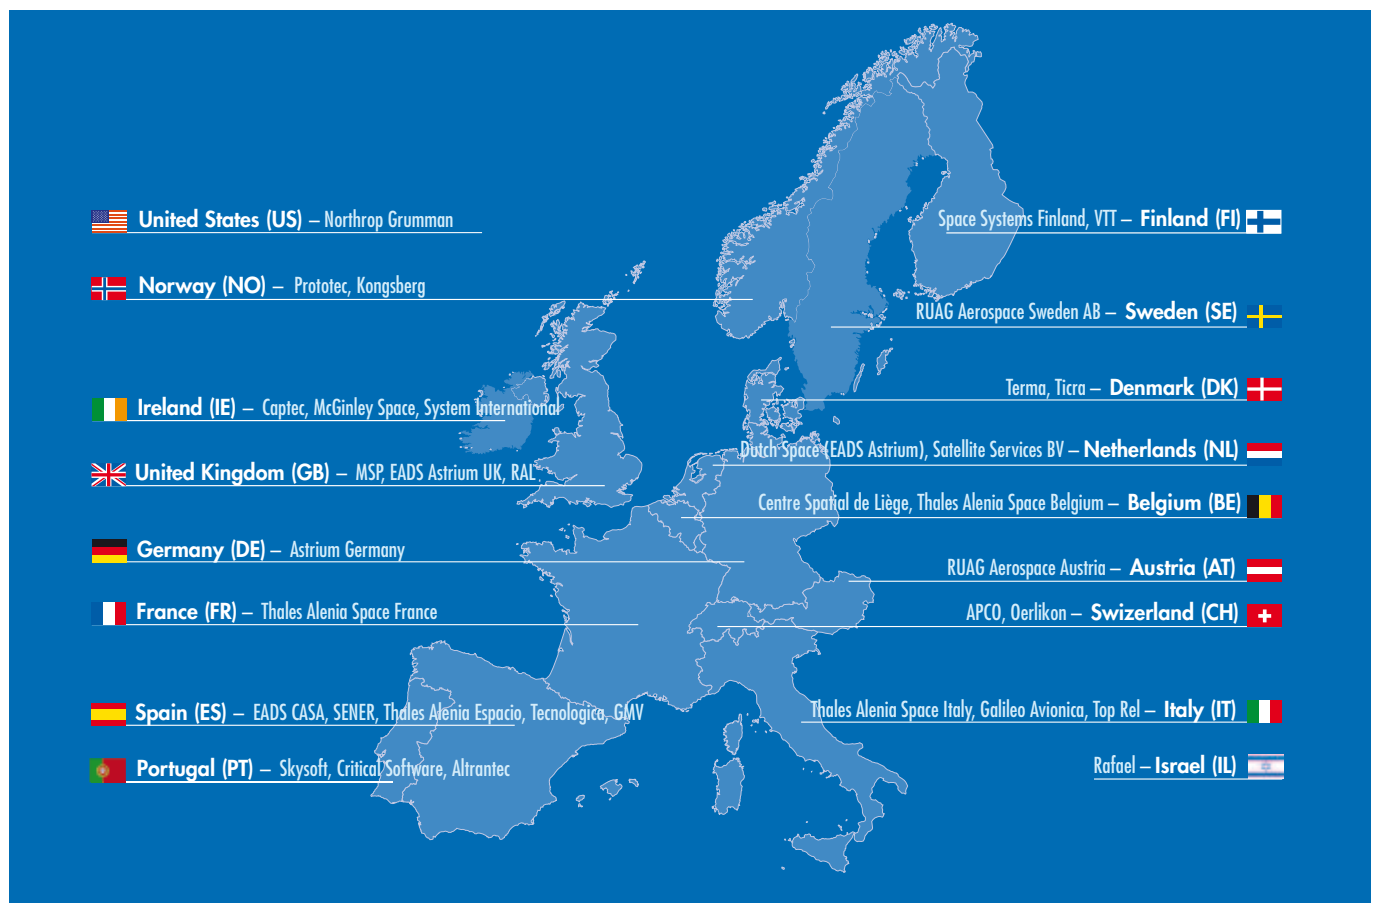 United States (US) – Northrop Grumman
Norway (NO) – Prototec, Kongsberg
Ireland (IE) – Captec, McGinley Space, System International
United Kingdom (GB) – MSP, EADS Astrium UK, RAL
Germany (DE) – Astrium Germany
France (FR) – Thales Alenia Space France
Spain (ES) – EADS CASA, SENER, Thales Alenia Espacio, Tecnologica, GMV
Portugal (PT) – Skysoft, Critical Software, Altrantec
Space Systems Finland, VTT – Finland (FI)
RUAG Aerospace Sweden AB – Sweden (SE)
Terma, Ticra – Denmark (DK)
Dutch Space (EADS Astrium), Satellite Services BV – Netherlands (NL)
Centre Spatial de Liège, Thales Alenia Space Belgium – Belgium (BE)
RUAG Aerospace Austria – Austria (AT)
APCO, Oerlikon – Swizerland (CH)
Thales Alenia Space Italy, Galileo Avionica, Top Rel – Italy (IT)
Rafael – Israel (IL)